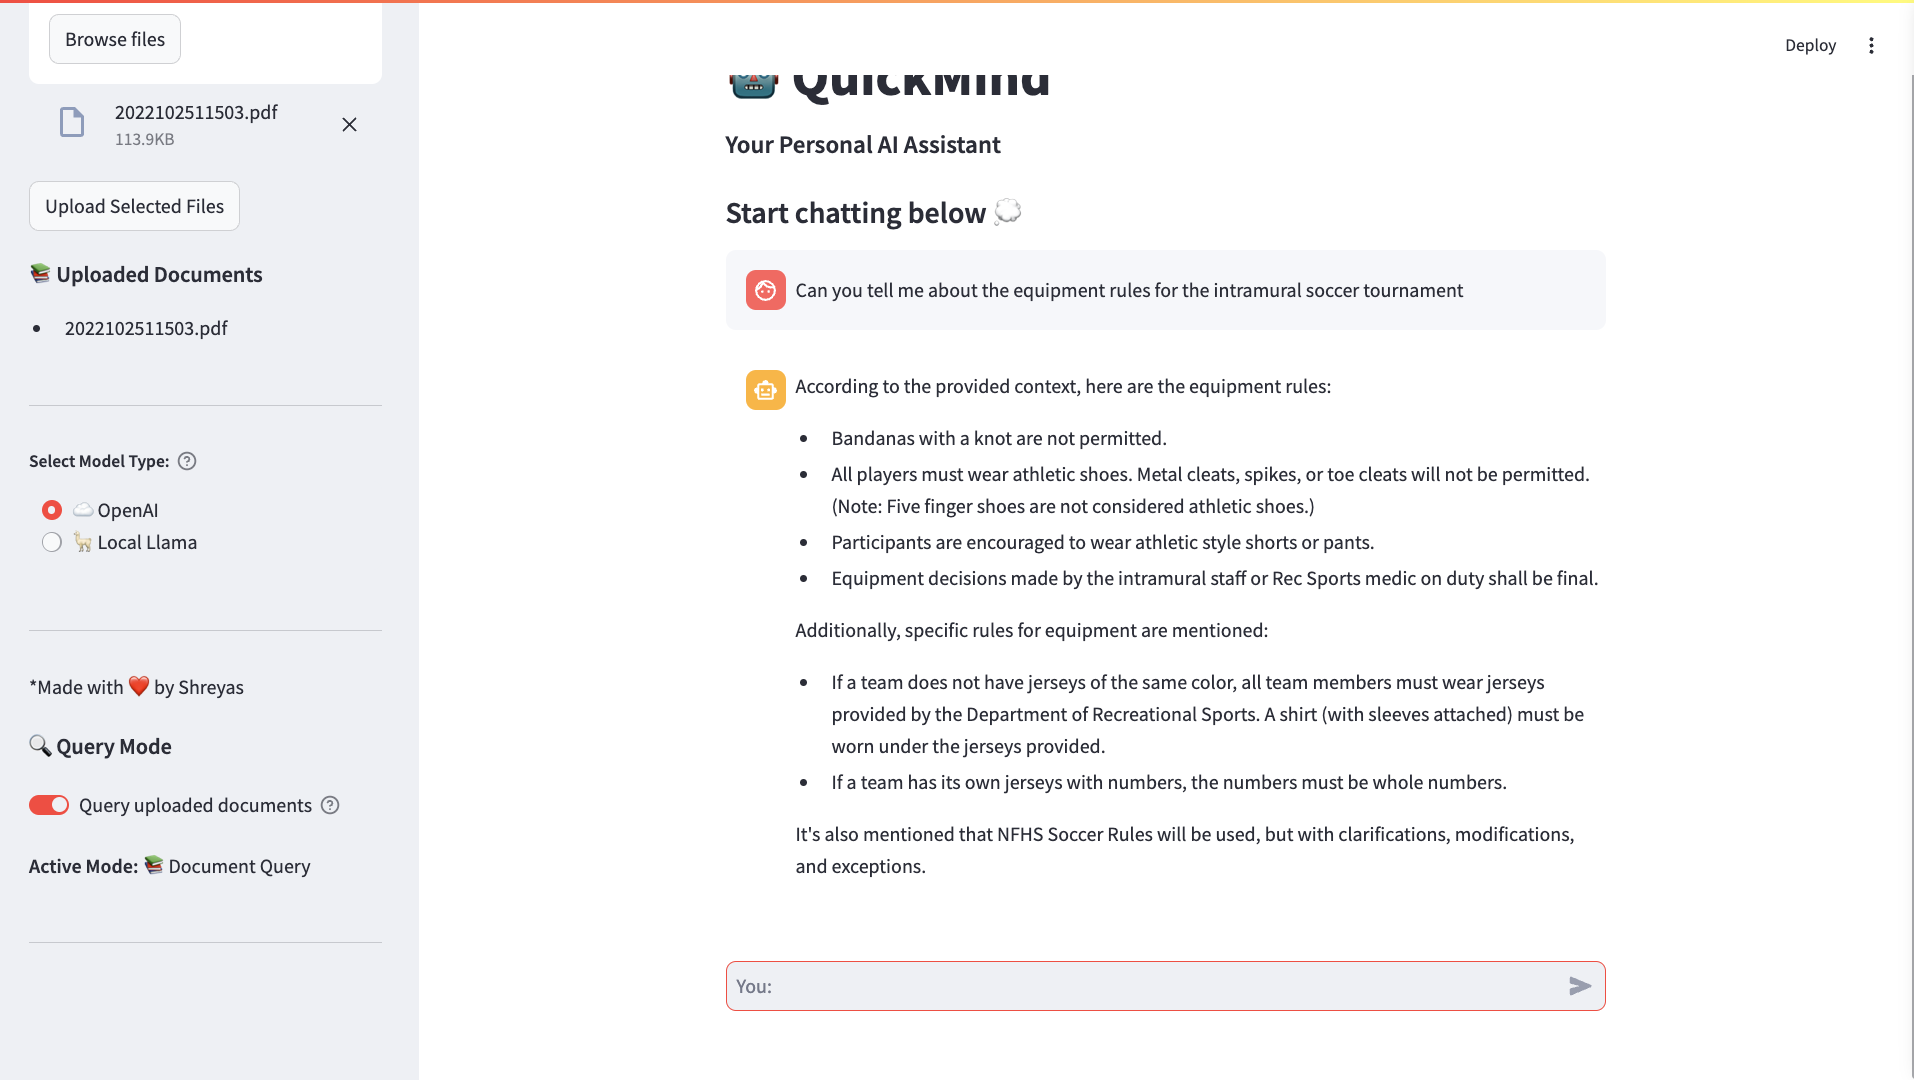 Browse files
2022102511503.pdf
113.9KB
Upload Selected Files
📚 Uploaded Documents
• 2022102511503.pdf
Select Model Type:
☁️ OpenAI
🦙 Local Llama
*Made with ❤️ by Shreyas
🔍 Query Mode
Query uploaded documents
Active Mode: 📚 Document Query
Deploy
🤖 QuickMind
Your Personal AI Assistant
Start chatting below 💭
Can you tell me about the equipment rules for the intramural soccer tournament
According to the provided context, here are the equipment rules:
• Bandanas with a knot are not permitted.
• All players must wear athletic shoes. Metal cleats, spikes, or toe cleats will not be permitted.
(Note: Five finger shoes are not considered athletic shoes.)
• Participants are encouraged to wear athletic style shorts or pants.
• Equipment decisions made by the intramural staff or Rec Sports medic on duty shall be final.
Additionally, specific rules for equipment are mentioned:
• If a team does not have jerseys of the same color, all team members must wear jerseys
provided by the Department of Recreational Sports. A shirt (with sleeves attached) must be
worn under the jerseys provided.
• If a team has its own jerseys with numbers, the numbers must be whole numbers.
It's also mentioned that NFHS Soccer Rules will be used, but with clarifications, modifications,
and exceptions.
You: